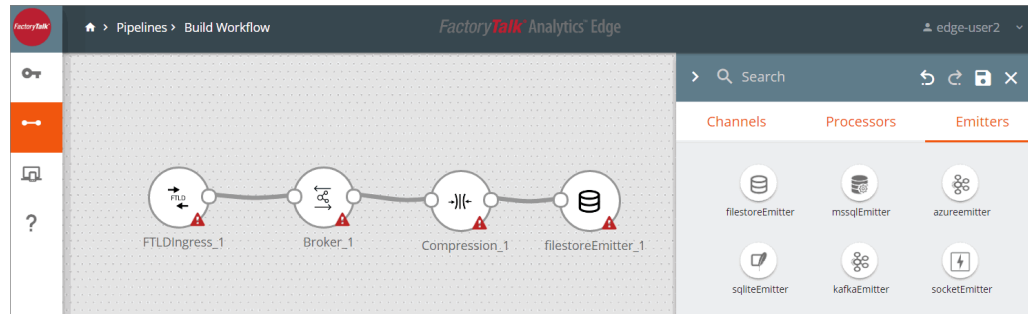 FactoryTalk
Pipelines > Build Workflow
FactoryTalk Analytics Edge
edge-user2
Search
Channels
Processors
Emitters
FTLD
FTLDIngress_1
Broker_1
Compression_1
filestoreEmitter_1
filestoreEmitter
mssqlEmitter
azureemitter
sqliteEmitter
kafkaEmitter
socketEmitter
?